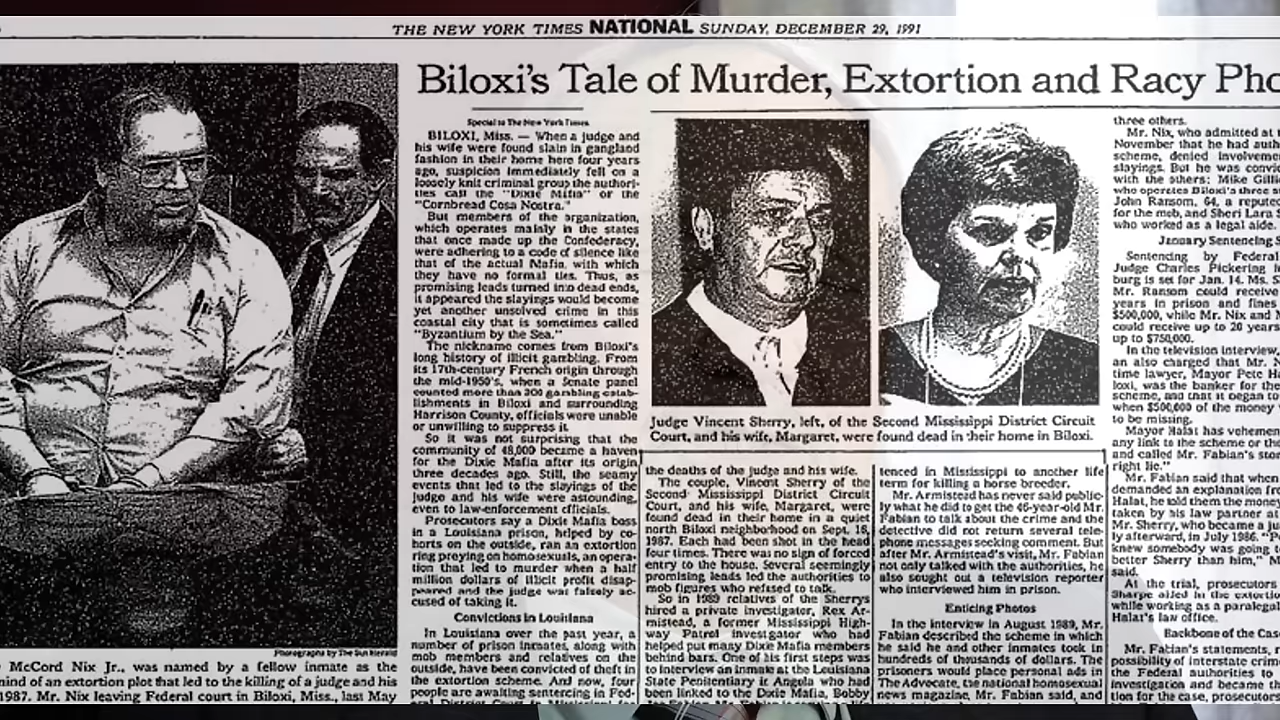 THE NEW YORK TIMES NATIONAL SUNDAY, DECEMBER 29, 1991
Biloxi's Tale of Murder, Extortion and Racy Pho
Photographs by The Sun Herald
McCord Nix Jr., was named by a fellow inmate as the
mind of an extortion plot that led to the killing of a judge and his
1987. Mr. Nix leaving Federal court in Biloxi, Miss., last May
Special to The New York Times
BILOXI, Miss. — When a judge and
his wife were found slain in gangland
fashion in their home here four years
ago, suspicion immediately fell on a
loosely knit criminal group the authori-
ties call the "Dixie Mafia" or the
"Cornbread Cosa Nostra."
But members of the organization,
which operates mainly in the states
that once made up the Confederacy,
were adhering to a code of silence like
that of the actual Mafia, with which
they have no formal ties. Thus, as
promising leads turned into dead ends,
it appeared the slayings would become
yet another unsolved crime in this
coastal city that is sometimes called
"Byzantium by the Sea."
The nickname comes from Biloxi's
long history of illicit gambling. From
its 17th-century French origin through
the mid-1950's, when a Senate panel
counted more than 300 gambling estab-
lishments in Biloxi and surrounding
Harrison County, officials were unable
or unwilling to suppress it.
So it was not surprising that the
community of 48,000 became a haven
for the Dixie Mafia after its origin
three decades ago. Still, the seamy
events that led to the slayings of the
judge and his wife were astounding,
even to law-enforcement officials.
Prosecutors say a Dixie Mafia boss
in a Louisiana prison, helped by co-
horts on the outside, ran an extortion
ring preying on homosexuals, an opera-
tion that led to murder when a half
million dollars of illicit profit disap-
peared and the judge was falsely ac-
cused of taking it.
Convictions in Louisiana
In Louisiana over the past year, a
number of prison inmates, along with
mob members and relatives on the
outside, have been convicted of theft in
the extortion scheme. And now, four
people are awaiting sentencing in Fed-
Judge Vincent Sherry, left, of the Second Mississippi District Circuit
Court, and his wife, Margaret, were found dead in their home in Biloxi.
the deaths of the judge and his wife.
The couple, Vincent Sherry of the
Second Mississippi District Circuit
Court, and his wife, Margaret, were
found dead in their home in a quiet
north Biloxi neighborhood on Sept. 16,
1987. Each had been shot in the head
four times. There was no sign of forced
entry to the house. Several seemingly
promising leads led the authorities to
mob figures who refused to talk.
So in 1989 relatives of the Sherrys
hired a private investigator, Rex Ar-
mistead, a former Mississippi High-
way Patrol investigator who had
helped put many Dixie Mafia members
behind bars. One of his first steps was
to interview an inmate at the Louisiana
State Penitentiary in Angola who had
been linked to the Dixie Mafia, Bobby
tenced in Mississippi to another life
term for killing a horse breeder.
Mr. Armistead has never said public-
ly what he did to get the 46-year-old Mr.
Fabian to talk about the crime and the
detective did not return several tele-
phone messages seeking comment. But
after Mr. Armistead's visit, Mr. Fabian
not only talked with the authorities, he
also sought out a television reporter
who interviewed him in prison.
Enticing Photos
In the interview in August 1989, Mr.
Fabian described the scheme in which
he said he and other inmates took in
hundreds of thousands of dollars. The
prisoners would place personal ads in
The Advocate, the national homosexual
news magazine, Mr. Fabian said, and
three others.
Mr. Nix, who admitted at
November that he had auth
scheme, denied involveme
slayings. But he was convic
with the others: Mike Gilli
who operates Biloxi's three s
John Ransom, 64, a repute
for the mob, and Sheri Lara
who worked as a legal aide.
January Sentencing S
Sentencing by Federal
Judge Charles Pickering
burg is set for Jan. 14. Ms. S
Mr. Ransom could receive
years in prison and fines
$500,000, while Mr. Nix and M
could receive up to 20 years
up to $750,000.
In the television interview,
an also charged that Mr. N
time lawyer, Mayor Pete Ha
loxi, was the banker for the
scheme, and that it began to
when $500,000 of the money
to be missing.
Mayor Halat has vehemen
any link to the scheme or the
and called Mr. Fabian's stor
right lie."
Mr. Fabian said that when
demanded an explanation fro
Halat, he told them the money
taken by his law partner at
Mr. Sherry, who became a ju
ly afterward, in July 1986. "Pe
knew somebody was going
better Sherry than him," M
said.
At the trial, prosecutors
Sharpe aided in the extortio
while working as a paralegal
Halat's law office.
Backbone of the Cas
Mr. Fabian's statements,
possibility of interstate crim
the Federal authorities to
investigation and became th
tion for the case, prosecutors